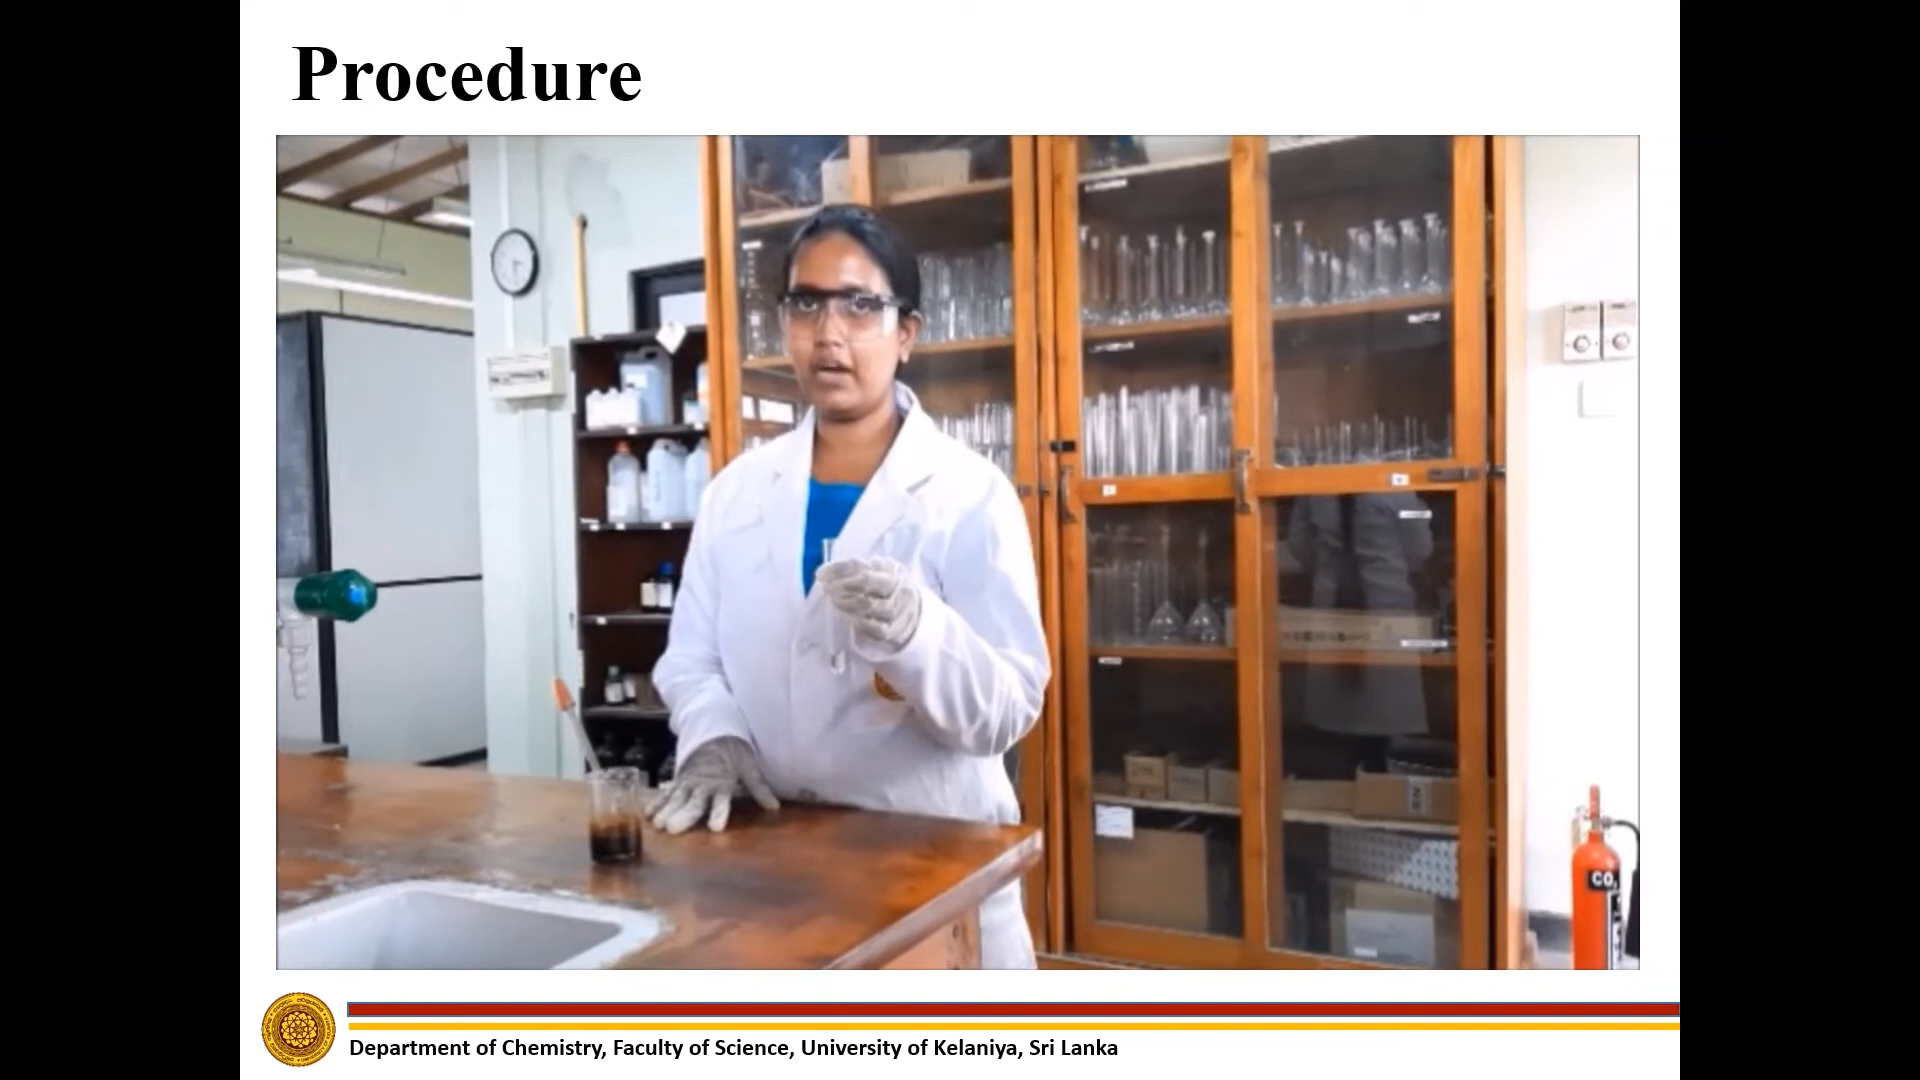 Procedure
CO₂
Department of Chemistry, Faculty of Science, University of Kelaniya, Sri Lanka